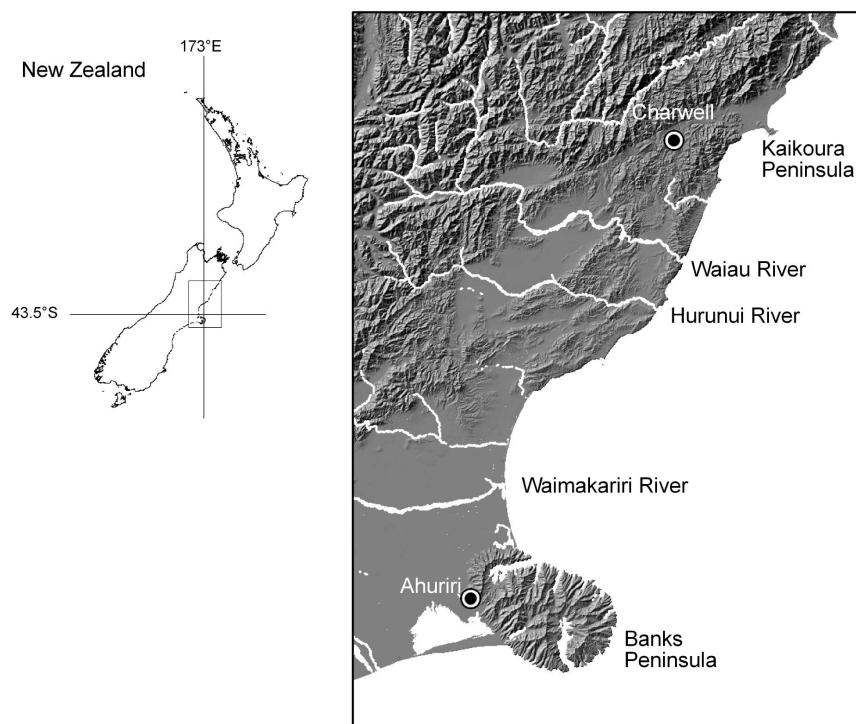 173°E
New Zealand
43.5°S
Charwell
Kaikoura
Peninsula
Waiau River
Hurunui River
Waimakariri River
Ahuriri
Banks
Peninsula